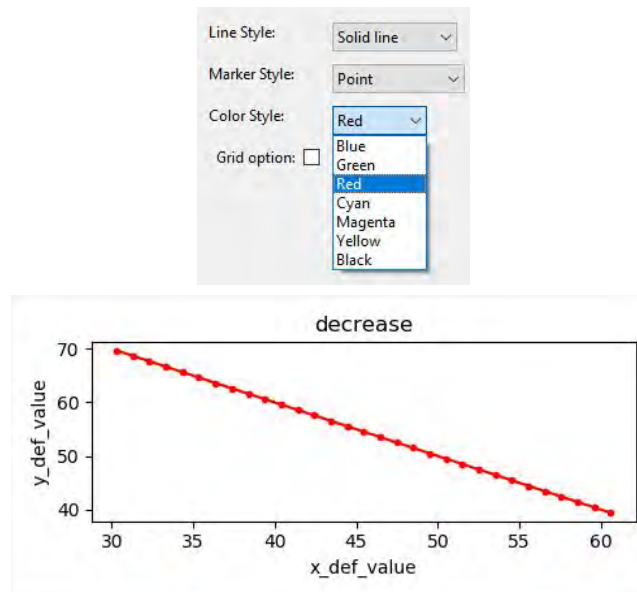 Line Style: Solid line
Marker Style: Point
Color Style: Red
Grid option:
Blue
Green
Red
Cyan
Magenta
Yellow
Black
decrease
70
60
50
40
y_def_value
30 35 40 45 50 55 60
x_def_value